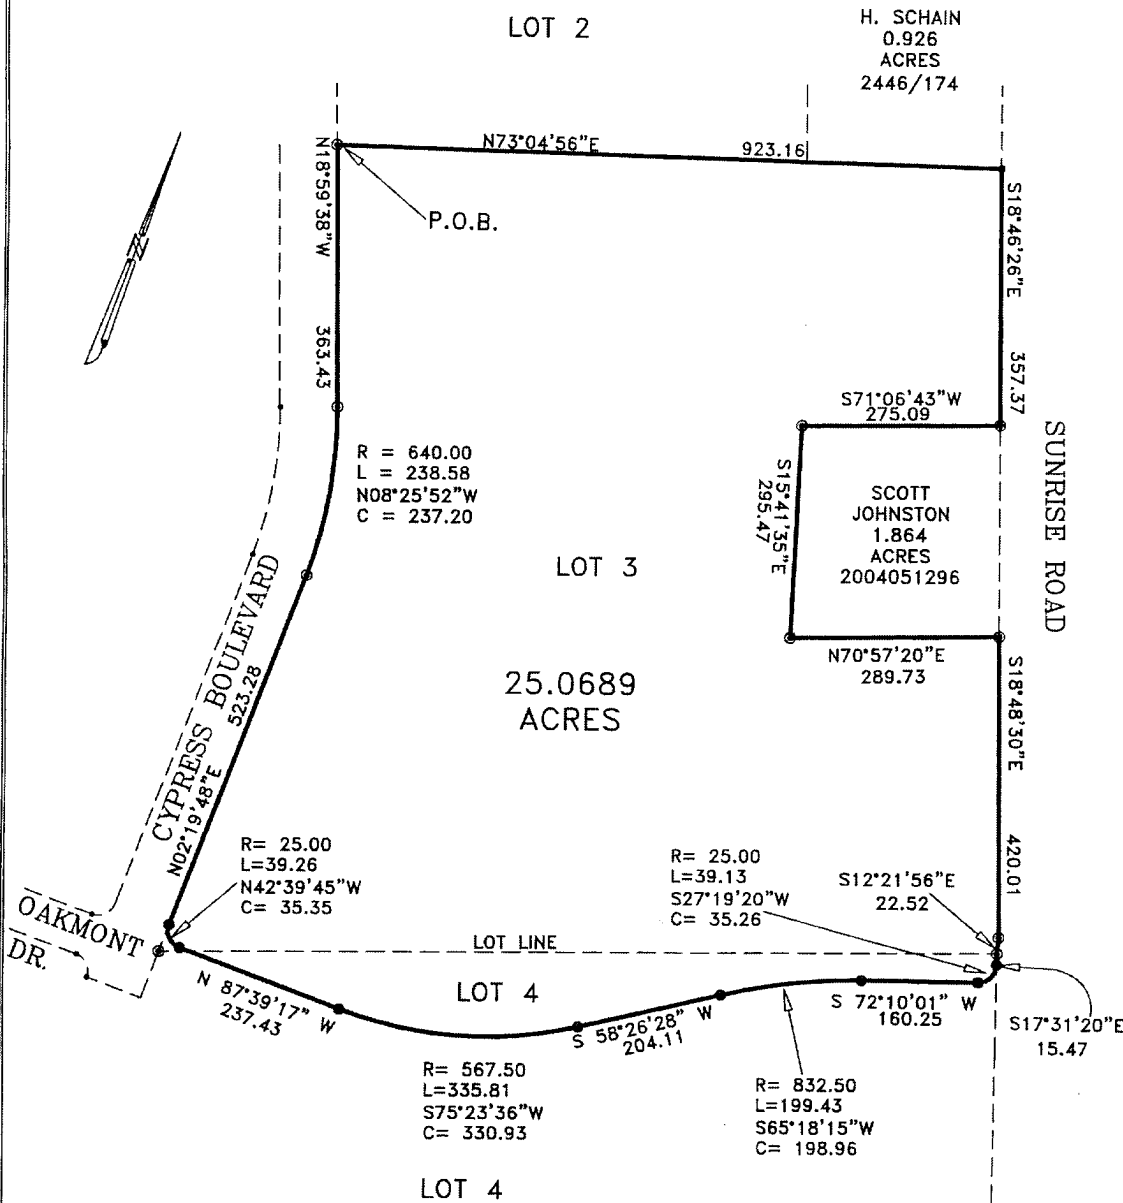 LOT 2
H. SCHAIN
0.926
ACRES
2446/174
N73°04'56"E
923.16
N18°59'38"W
363.43
P.O.B.
S18°46'26"E
357.37
N
S71°06'43"W
275.09
S15°41'35"E
295.47
SCOTT
JOHNSTON
1.864
ACRES
2004051296
SUNRISE ROAD
R = 640.00
L = 238.58
N08°25'52"W
C = 237.20
LOT 3
N70°57'20"E
289.73
25.0689
ACRES
S18°48'30"E
420.01
CYPRESS BOULEVARD
N02°19'48"E
523.28
R= 25.00
L=39.26
N42°39'45"W
C= 35.35
R= 25.00
L=39.13
S27°19'20"W
C= 35.26
S12°21'56"E
22.52
OAKMONT
DR.
LOT LINE
LOT 4
N 87°39'17" W
237.43
S 58°26'28" W
204.11
S 72°10'01" W
160.25
S17°31'20"E
15.47
R= 567.50
L=335.81
S75°23'36"W
C= 330.93
R= 832.50
L=199.43
S65°18'15"W
C= 198.96
LOT 4